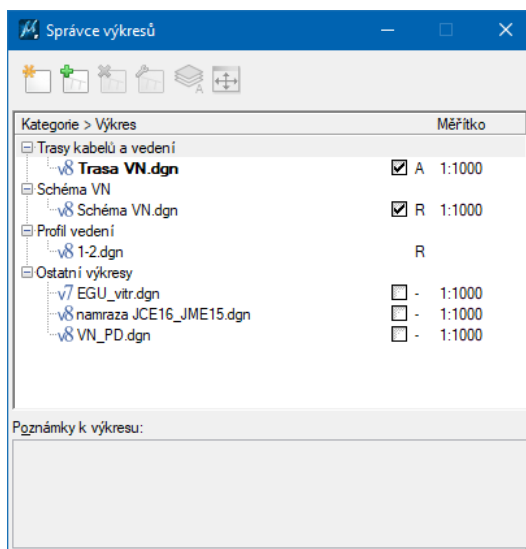 Správce výkresů
A
Kategorie > Výkres Měřítko
Trasy kabelů a vedení
v8 Trasa VN.dgn A 1:1000
Schéma VN
v8 Schéma VN.dgn R 1:1000
Profil vedení
v8 1-2.dgn R
Ostatní výkresy
v7 EGU_vitr.dgn - 1:1000
v8 namraza JCE16_JME15.dgn - 1:1000
v8 VN_PD.dgn - 1:1000
Poznámky k výkresu: